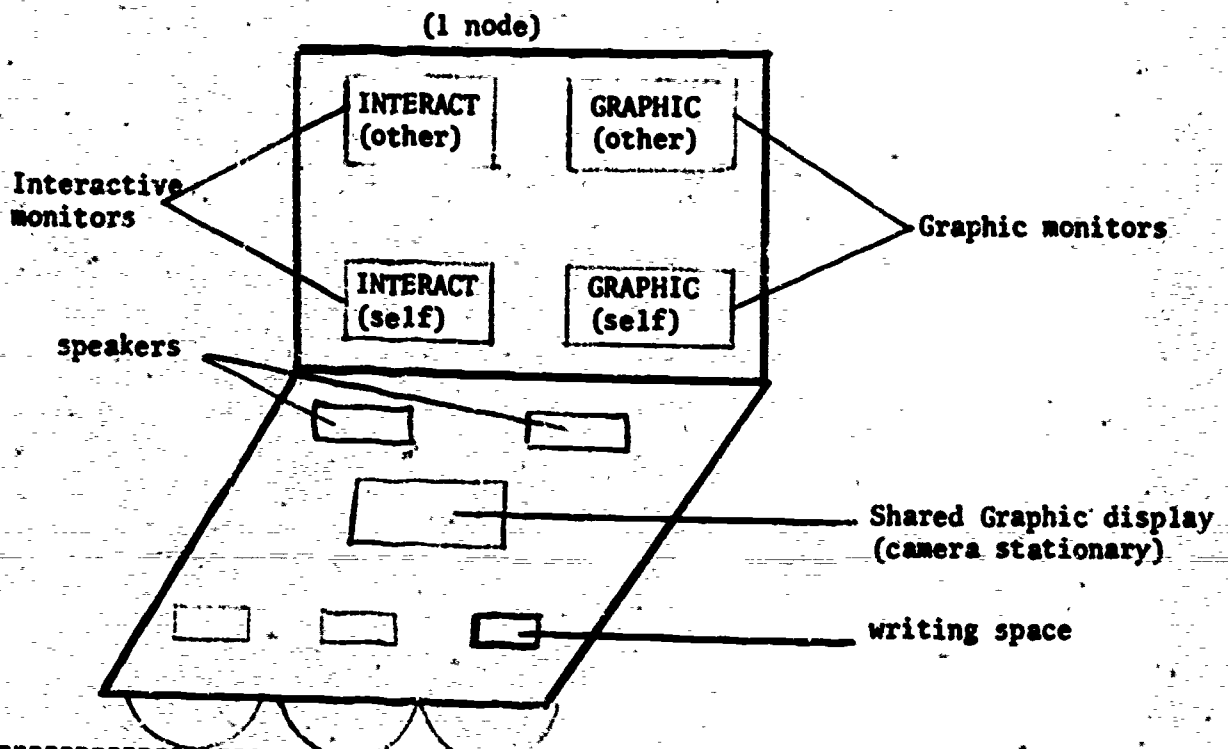 (1 node)
INTERACT
(other)
GRAPHIC
(other)
Interactive
monitors
Graphic monitors
INTERACT
(self)
GRAPHIC
(self)
speakers
Shared Graphic display
(camera stationary)
writing space